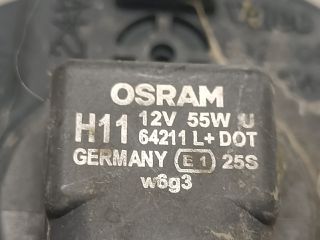 OSRAM
H11 12V 55W U
64211 L+ DOT
GERMANY E1 25S
w6g3